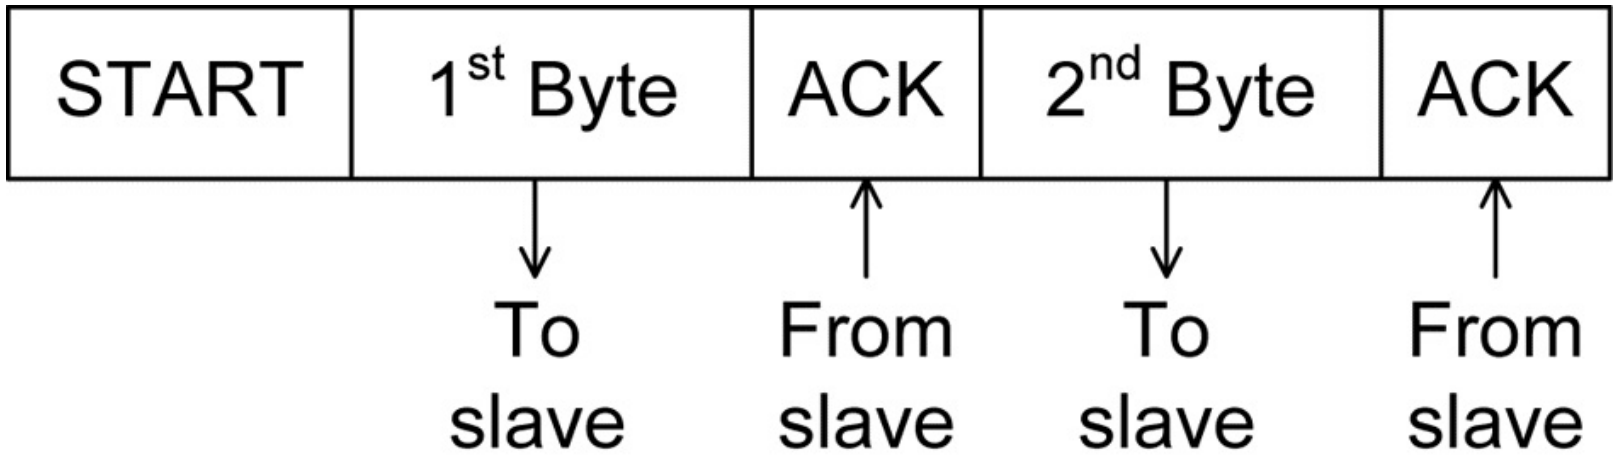 START 1st Byte ACK 2nd Byte ACK
To From To From
slave slave slave slave